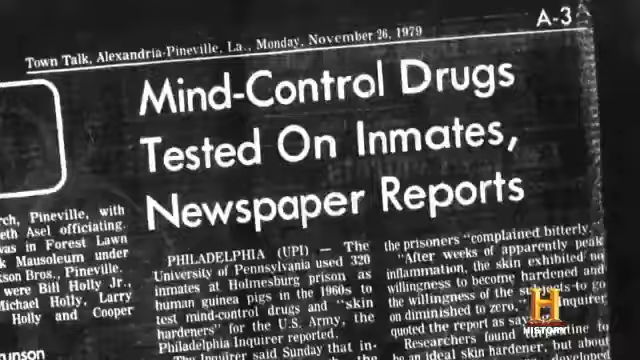 A-3
Town Talk, Alexandria-Pineville, La., Monday, November 26, 1979
Mind-Control Drugs
Tested On Inmates,
Newspaper Reports
rch, Pineville, with
eth Asel officiating.
was in Forest Lawn
k Mausoleum under
kson Bros., Pineville.
were Bill Holly Jr.,
Michael Holly, Larry
Holly and Cooper
runson
PHILADELPHIA (UPI) — The
University of Pennsylvania used 320
inmates at Holmesburg prison as
human guinea pigs in the 1960s to
test mind-control drugs and "skin
hardeners" for the U.S. Army, the
Philadelphia Inquirer reported.
The Inquirer said Sunday that in-
the prisoners "complained bitterly.
"After weeks of apparently peak
inflammation, the skin exhibited no
willingness to become hardened and
the willingness of the subjects to go
on diminished to zero," Inquirer
quoted the report as say
Researchers found to
be an ideal skin hardener, but about
developed
H
HISTORY